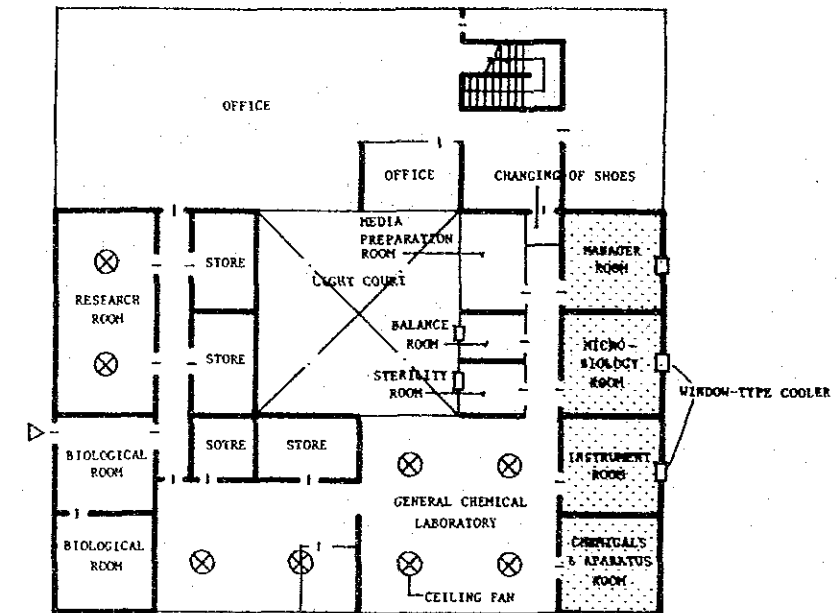 OFFICE
OFFICE
CHANGING OF SHOES
MEDIA
PREPARATION
ROOM
MANAGER
ROOM
STORE
LIGHT COURT
RESEARCH
ROOM
BALANCE
ROOM
MICRO-
BIOLOGY
ROOM
STORE
STERILITY
ROOM
WINDOW-TYPE COOLER
SOTRE
STORE
BIOLOGICAL
ROOM
INSTRUMENT
ROOM
GENERAL CHEMICAL
LABORATORY
BIOLOGICAL
ROOM
CHEMICALS
& APARATUS
ROOM
CEILING FAN